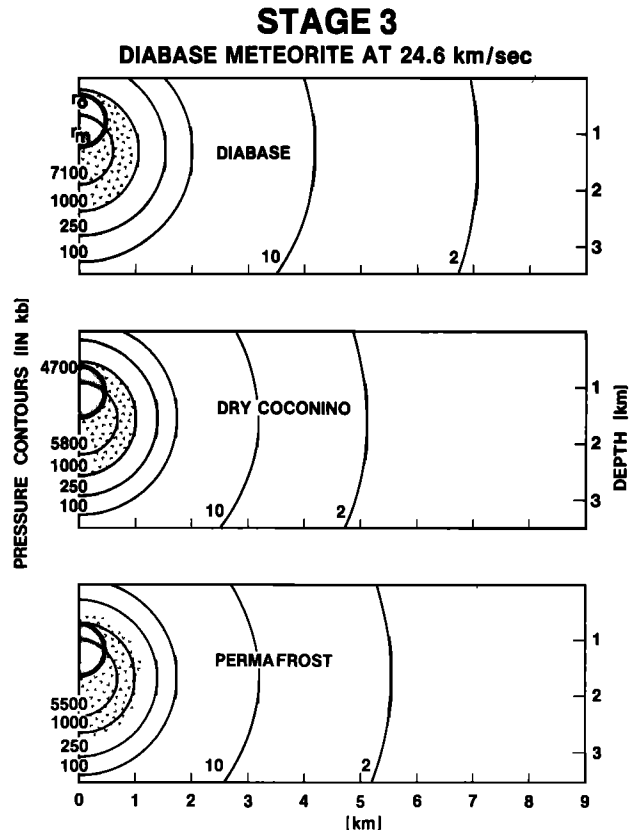 STAGE 3
DIABASE METEORITE AT 24.6 km/sec
PRESSURE CONTOURS [IN kb]
DEPTH [km]
ro
rm
7100
1000
250
100
DIABASE
10
2
1
2
3
4700
5800
1000
250
100
DRY COCONINO
10
2
1
2
3
5500
1000
250
100
PERMAFROST
10
2
1
2
3
0 1 2 3 4 5 6 7 8 9
[km]